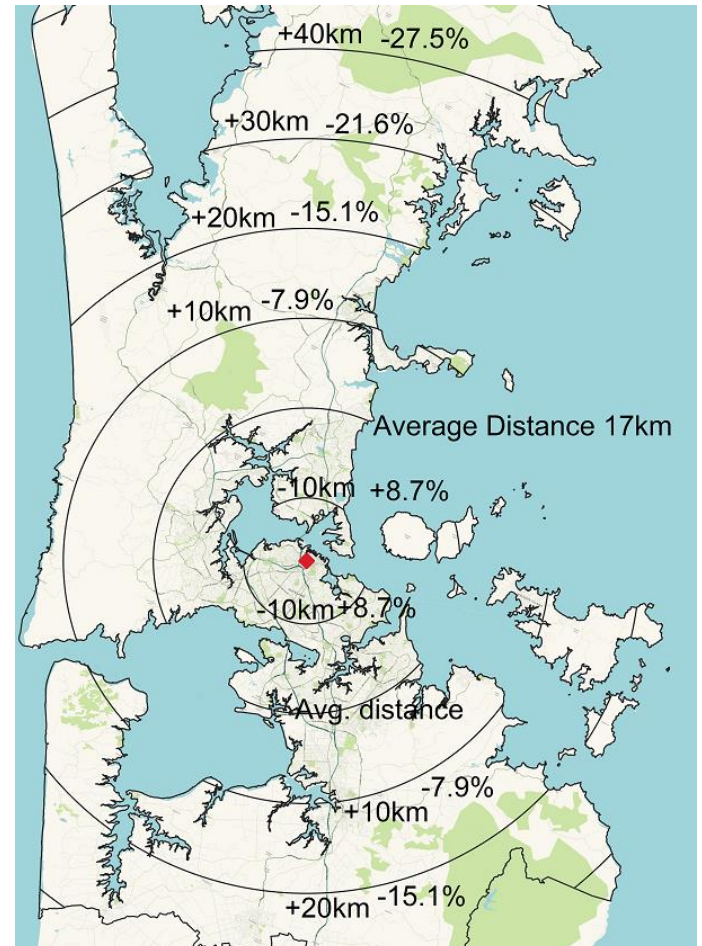 +40km -27.5%
+30km -21.6%
+20km -15.1%
+10km -7.9%
Average Distance 17km
-10km +8.7%
-10km+8.7%
Avg. distance
-7.9%
+10km
+20km -15.1%